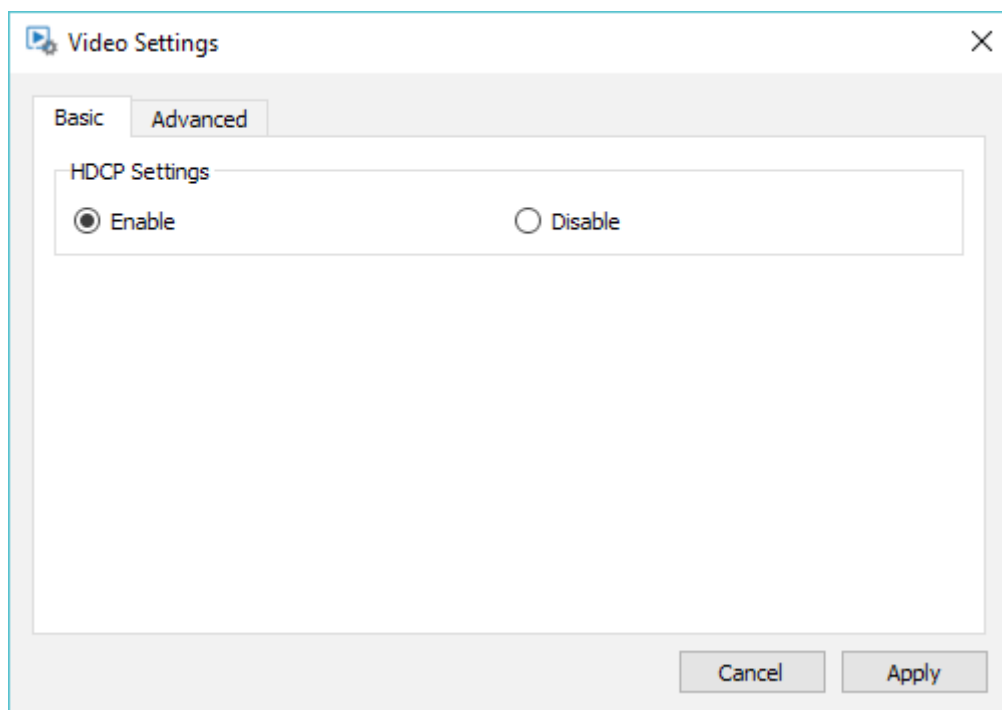 Video Settings
Basic Advanced
HDCP Settings
Enable Disable
Cancel Apply